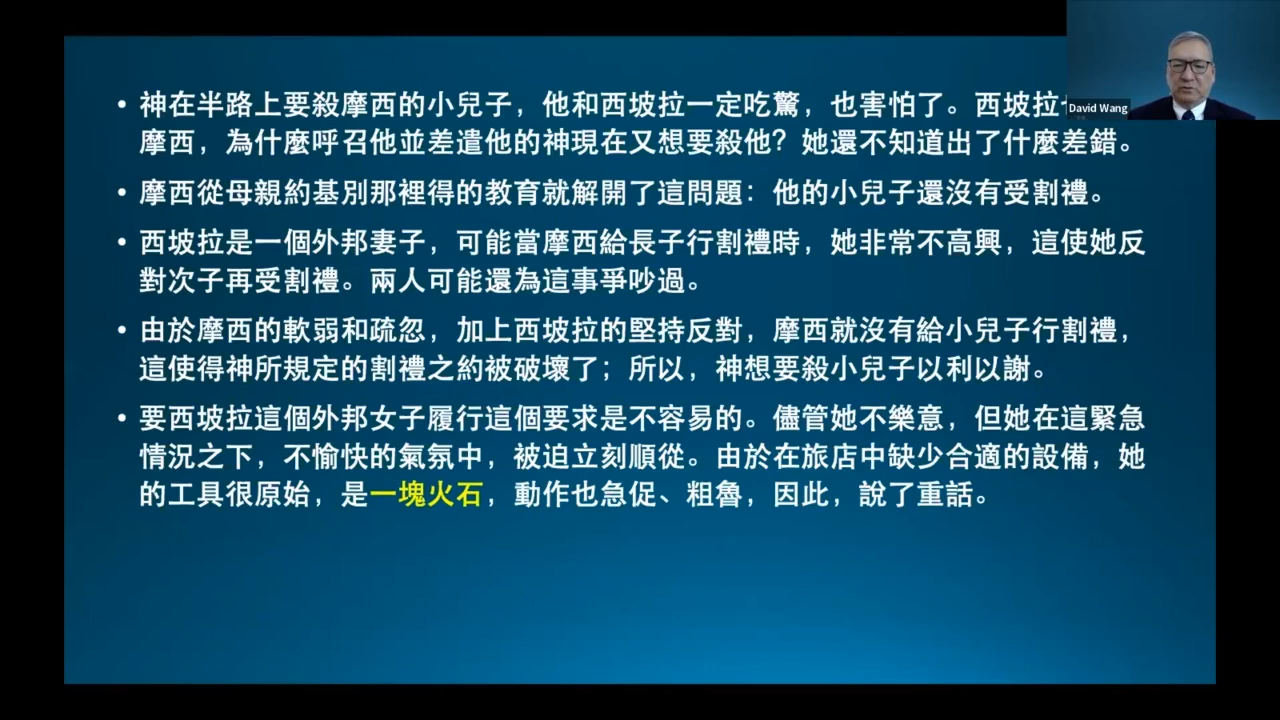 • 神在半路上要殺摩西的小兒子，他和西坡拉一定吃驚，也害怕了。西坡拉
摩西，為什麼呼召他並差遣他的神現在又想要殺他？她還不知道出了什麼差錯。
• 摩西從母親約基別那裡得的教育就解開了這問題：他的小兒子還沒有受割禮。
• 西坡拉是一個外邦妻子，可能當摩西給長子行割禮時，她非常不高興，這使她反
對次子再受割禮。兩人可能還為這事爭吵過。
• 由於摩西的軟弱和疏忽，加上西坡拉的堅持反對，摩西就沒有給小兒子行割禮，
這使得神所規定的割禮之約被破壞了；所以，神想要殺小兒子以利以謝。
• 要西坡拉這個外邦女子履行這個要求是不容易的。儘管她不樂意，但她在這緊急
情況之下，不愉快的氣氛中，被迫立刻順從。由於在旅店中缺少合適的設備，她
的工具很原始，是一塊火石，動作也急促、粗魯，因此，說了重話。
David Wang